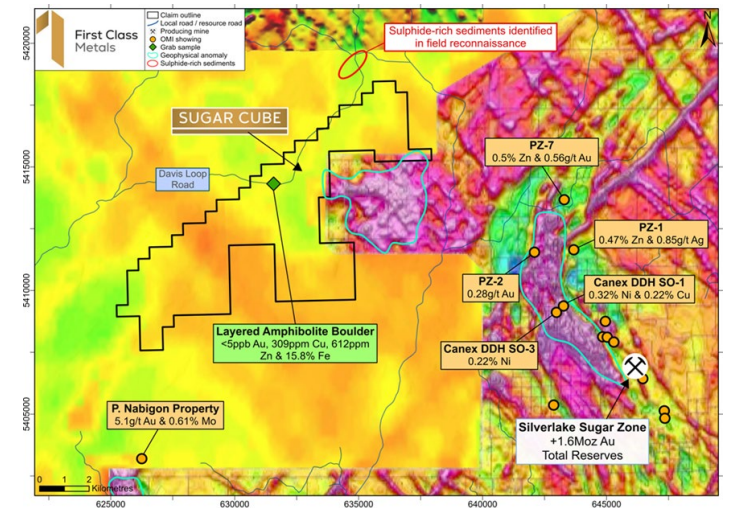 First Class
Metals
Claim outline
Local road / resource road
Producing mine
OMI showing
Grab sample
Geophysical anomaly
Sulphide-rich sediments
Sulphide-rich sediments identified
in field reconnaissance
N
SUGAR CUBE
Davis Loop
Road
PZ-7
0.5% Zn & 0.56g/t Au
PZ-1
0.47% Zn & 0.85g/t Ag
PZ-2
0.28g/t Au
Canex DDH SO-1
0.32% Ni & 0.22% Cu
Canex DDH SO-3
0.22% Ni
Layered Amphibolite Boulder
<5ppb Au, 309ppm Cu, 612ppm
Zn & 15.8% Fe
P. Nabigon Property
5.1g/t Au & 0.61% Mo
Silverlake Sugar Zone
+1.6Moz Au
Total Reserves
5420000
5415000
5410000
5405000
0 1 2
Kilometres
625000 630000 635000 640000 645000